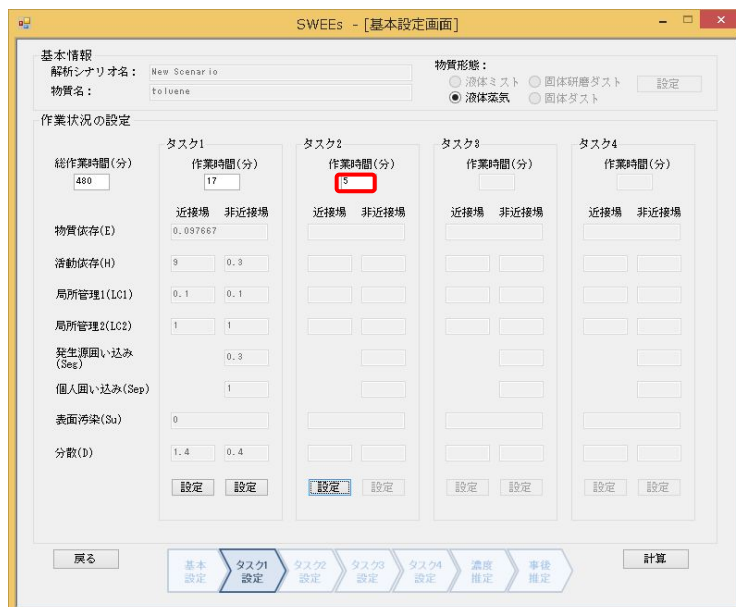 SWEEs - [基本設定画面]
基本情報
解析シナリオ名： New Scenario
物質名： toluene
物質形態：
液体ミスト 固体研磨ダスト
液体蒸気 固体ダスト
設定
作業状況の設定
タスク1 タスク2 タスク3 タスク4
総作業時間(分) 作業時間(分) 作業時間(分) 作業時間(分) 作業時間(分)
480 17 5
近接場 非近接場 近接場 非近接場 近接場 非近接場 近接場 非近接場
物質依存(E) 0.097667
活動依存(H) 9 0.3
局所管理1(LC1) 0.1 0.1
局所管理2(LC2) 1 1
発生源囲い込み
(Seg) 0.3
個人囲い込み(Sep) 1
表面汚染(Su) 0
分散(D) 1.4 0.4
設定 設定 設定 設定 設定 設定 設定 設定
戻る
基本
設定
タスク1
設定
タスク2
設定
タスク3
設定
タスク4
設定
濃度
推定
事後
推定
計算